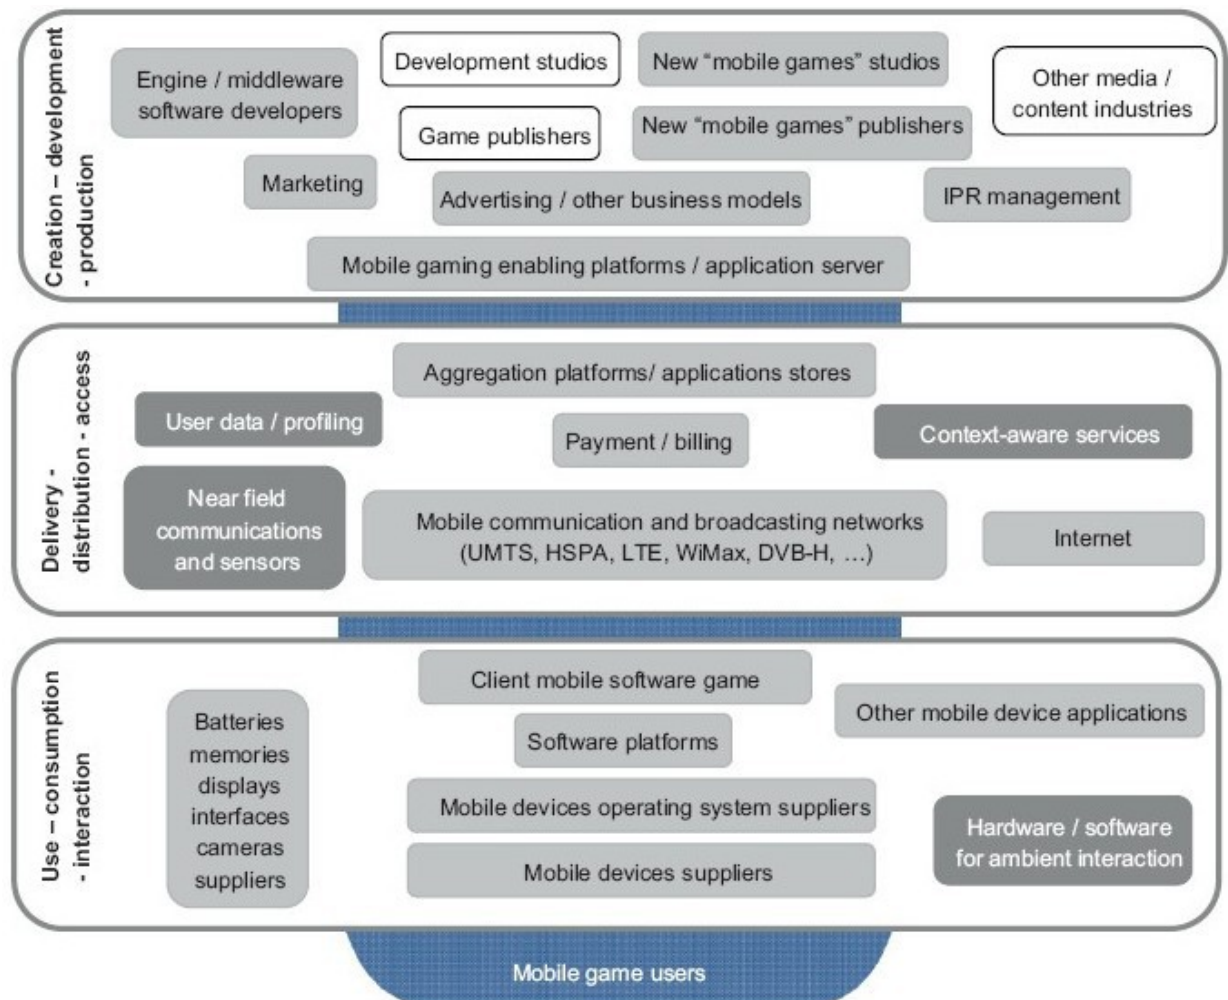 Creation – development
- production
Engine / middleware
software developers
Development studios
New “mobile games” studios
Other media /
content industries
Game publishers
New “mobile games” publishers
Marketing
Advertising / other business models
IPR management
Mobile gaming enabling platforms / application server
Delivery -
distribution - access
Aggregation platforms/ applications stores
User data / profiling
Payment / billing
Context-aware services
Near field
communications
and sensors
Mobile communication and broadcasting networks
(UMTS, HSPA, LTE, WiMax, DVB-H, …)
Internet
Use – consumption
- interaction
Client mobile software game
Batteries
memories
displays
interfaces
cameras
suppliers
Software platforms
Other mobile device applications
Mobile devices operating system suppliers
Mobile devices suppliers
Hardware / software
for ambient interaction
Mobile game users